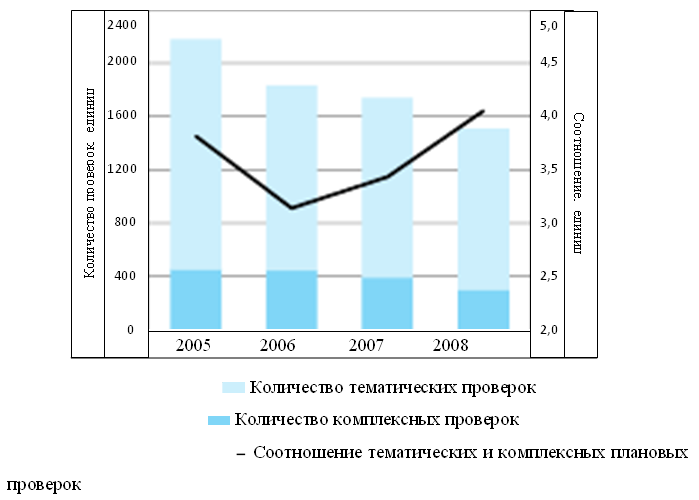 2400
2000
1600
1200
800
400
0
Количество проверок. единиц
5,0
4,5
4,0
3,5
3,0
2,5
2,0
Соотношение. единиц
2005 2006 2007 2008
Количество тематических проверок
Количество комплексных проверок
– Соотношение тематических и комплексных плановых
проверок